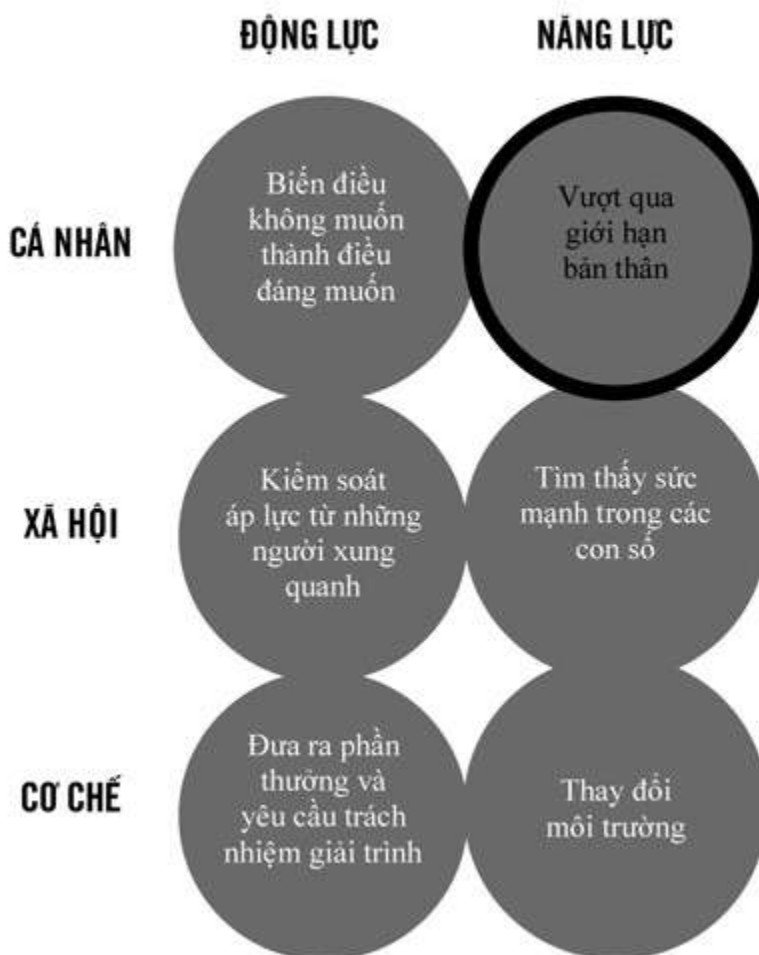 ĐỘNG LỰC
NĂNG LỰC
CÁ NHÂN
Biến điều
không muốn
thành điều
đáng muốn
Vượt qua
giới hạn
bản thân
XÃ HỘI
Kiểm soát
áp lực từ những
người xung
quanh
Tìm thấy sức
mạnh trong các
con số
CƠ CHẾ
Đưa ra phần
thưởng và
yêu cầu trách
nhiệm giải trình
Thay đổi
môi trường